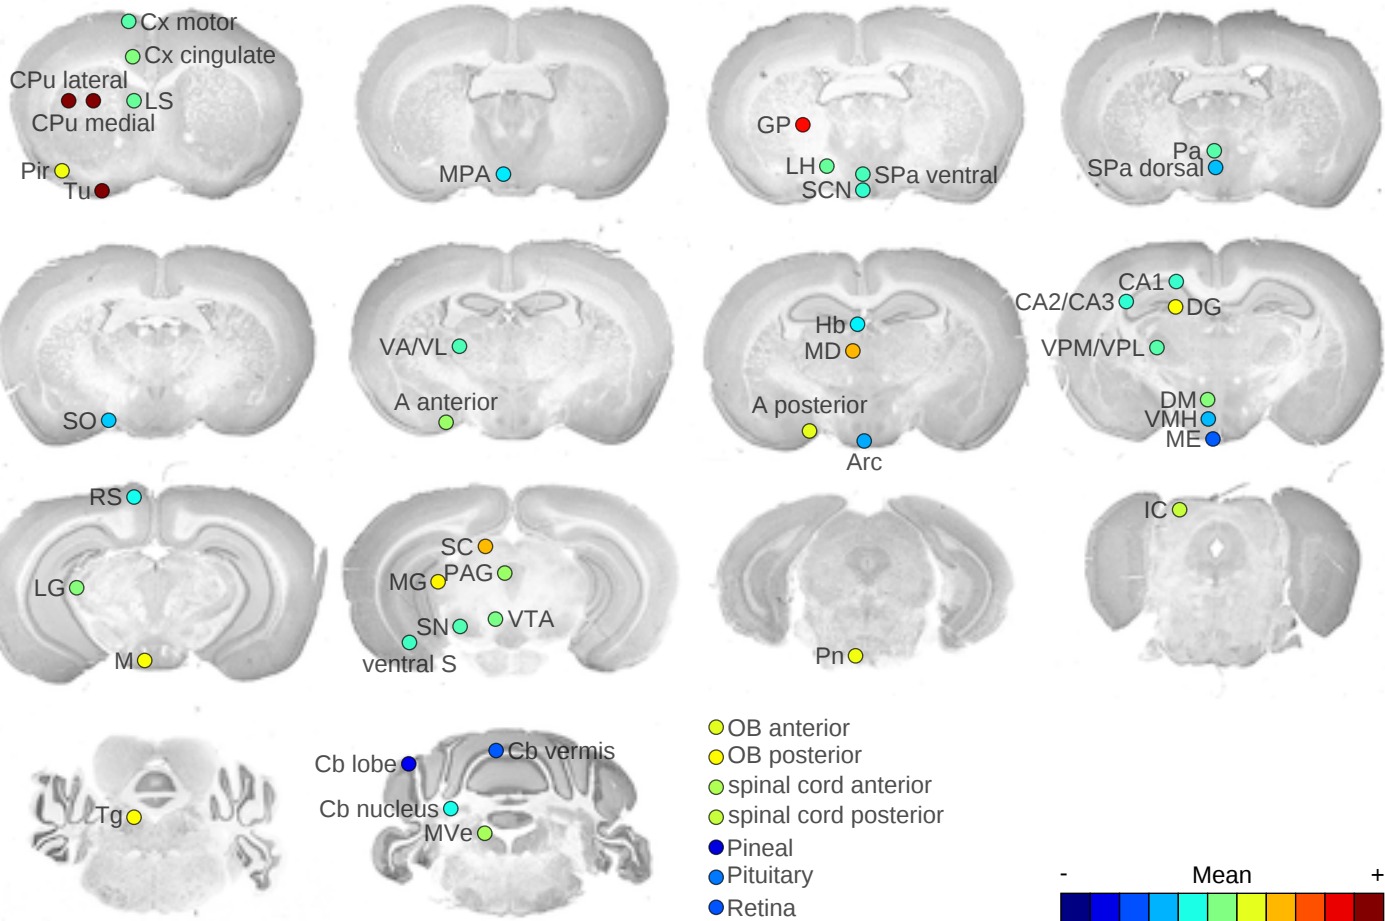 Cx motor
Cx cingulate
CPu lateral
LS
CPu medial
Pir
Tu
MPA
GP
LH
SPa ventral
SCN
Pa
SPa dorsal
SO
VA/VL
A anterior
Hb
MD
A posterior
Arc
CA1
CA2/CA3
DG
VPM/VPL
DM
VMH
ME
RS
LG
M
SC
PAG
MG
VTA
SN
ventral S
Pn
IC
Tg
Cb lobe
Cb vermis
Cb nucleus
MVe
OB anterior
OB posterior
spinal cord anterior
spinal cord posterior
Pineal
Pituitary
Retina
- Mean +